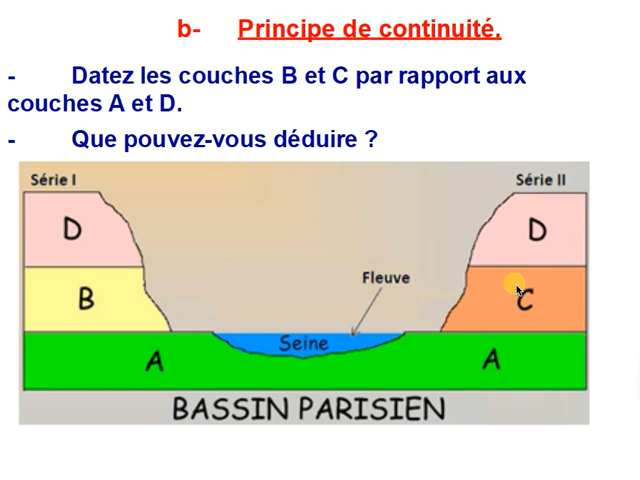 b- Principe de continuité.
- Datez les couches B et C par rapport aux
couches A et D.
- Que pouvez-vous déduire ?
Série I
Série II
D
D
B
Fleuve
C
Seine
A
A
BASSIN PARISIEN